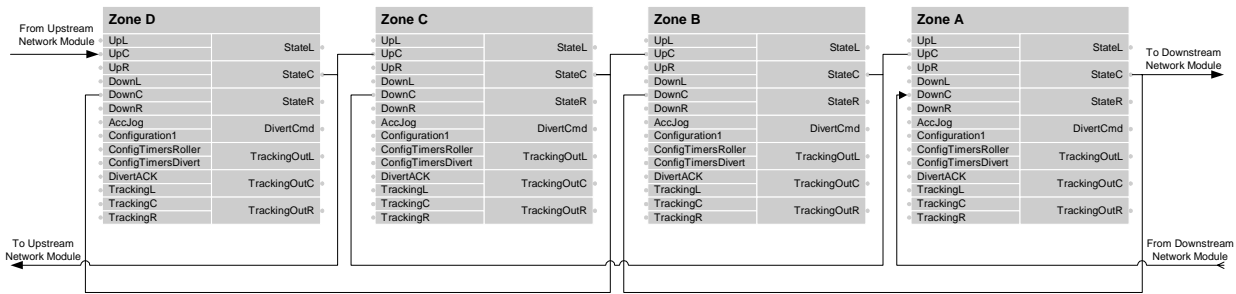 From Upstream
Network Module
Zone D
UpL
UpC
UpR
DownL
DownC
DownR
AccJog
Configuration1
ConfigTimersRoller
ConfigTimersDivert
DivertACK
TrackingL
TrackingC
TrackingR
StateL
StateC
StateR
DivertCmd
TrackingOutL
TrackingOutC
TrackingOutR
Zone C
UpL
UpC
UpR
DownL
DownC
DownR
AccJog
Configuration1
ConfigTimersRoller
ConfigTimersDivert
DivertACK
TrackingL
TrackingC
TrackingR
StateL
StateC
StateR
DivertCmd
TrackingOutL
TrackingOutC
TrackingOutR
Zone B
UpL
UpC
UpR
DownL
DownC
DownR
AccJog
Configuration1
ConfigTimersRoller
ConfigTimersDivert
DivertACK
TrackingL
TrackingC
TrackingR
StateL
StateC
StateR
DivertCmd
TrackingOutL
TrackingOutC
TrackingOutR
Zone A
UpL
UpC
UpR
DownL
DownC
DownR
AccJog
Configuration1
ConfigTimersRoller
ConfigTimersDivert
DivertACK
TrackingL
TrackingC
TrackingR
StateL
StateC
StateR
DivertCmd
TrackingOutL
TrackingOutC
TrackingOutR
To Downstream
Network Module
To Upstream
Network Module
From Downstream
Network Module